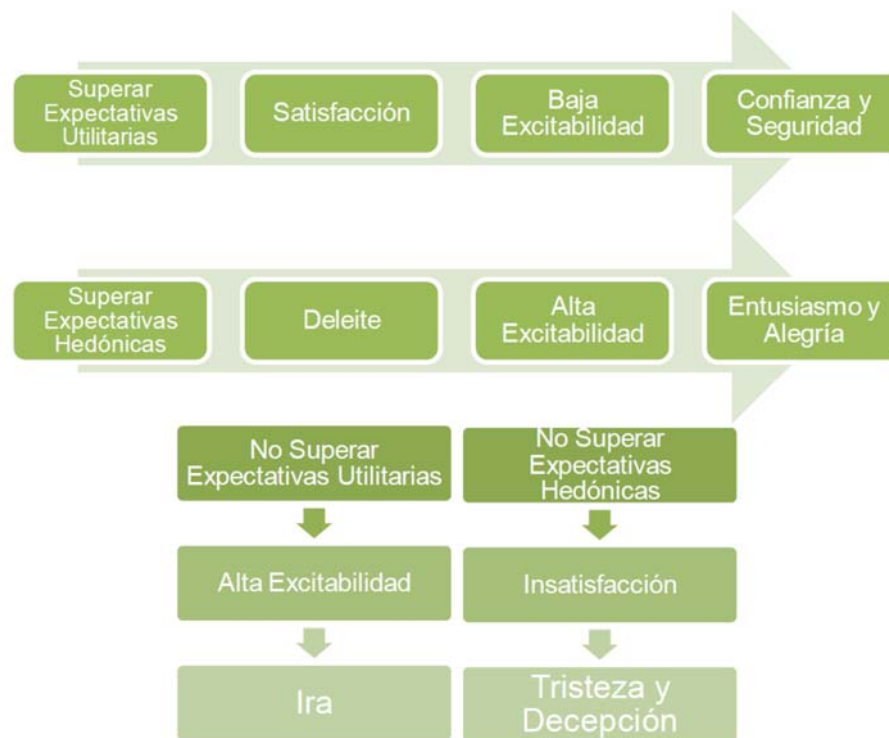 Superar
Expectativas
Utilitarias
Satisfacción
Baja
Excitabilidad
Confianza y
Seguridad
Superar
Expectativas
Hedónicas
Deleite
Alta
Excitabilidad
Entusiasmo y
Alegría
No Superar
Expectativas Utilitarias
Alta Excitabilidad
Ira
No Superar
Expectativas
Hedónicas
Insatisfacción
Tristeza y
Decepción